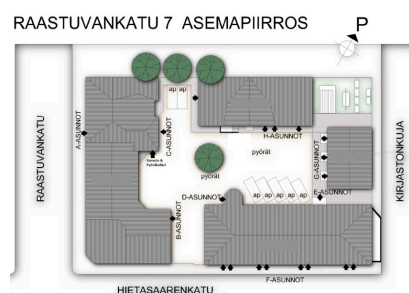 RAASTUVANKATU 7 ASEMAPIIRROS
P
ap ap
A-ASUNNOT
C-ASUNNOT
H-ASUNNOT
RAASTUVANKATU
KIRJASTONKUJA
pyörät
pyörät
G-ASUNNOT
D-ASUNNOT
ap ap ap ap ap
E-ASUNNOT
B-ASUNNOT
F-ASUNNOT
HIETASAARENKATU